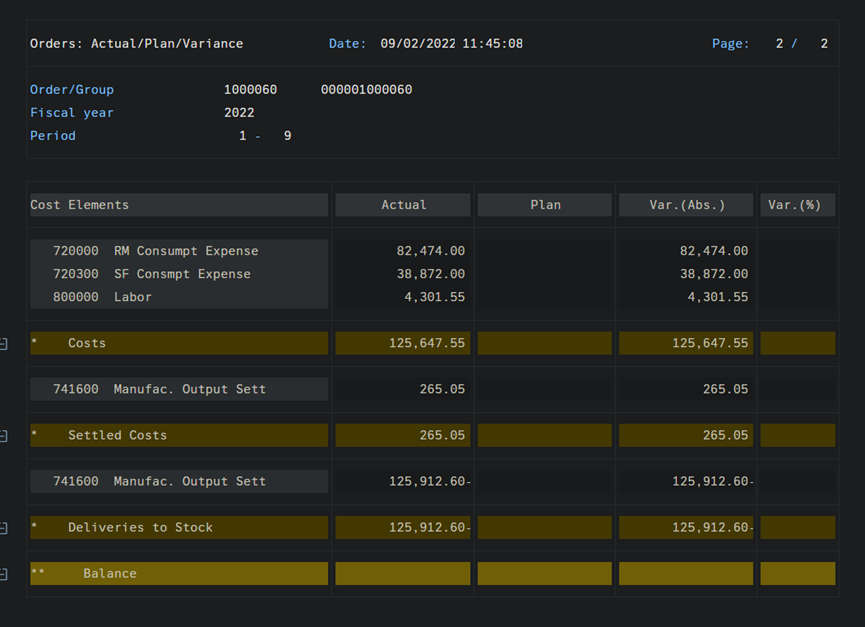 Orders: Actual/Plan/Variance Date: 09/02/2022 11:45:08 Page: 2 / 2
Order/Group 1000060 000001000060
Fiscal year 2022
Period 1 - 9
Cost Elements Actual Plan Var.(Abs.) Var.(%)
720000 RM Consumpt Expense 82,474.00 82,474.00
720300 SF Consmpt Expense 38,872.00 38,872.00
800000 Labor 4,301.55 4,301.55
* Costs 125,647.55 125,647.55
741600 Manufac. Output Sett 265.05 265.05
* Settled Costs 265.05 265.05
741600 Manufac. Output Sett 125,912.60- 125,912.60-
* Deliveries to Stock 125,912.60- 125,912.60-
** Balance